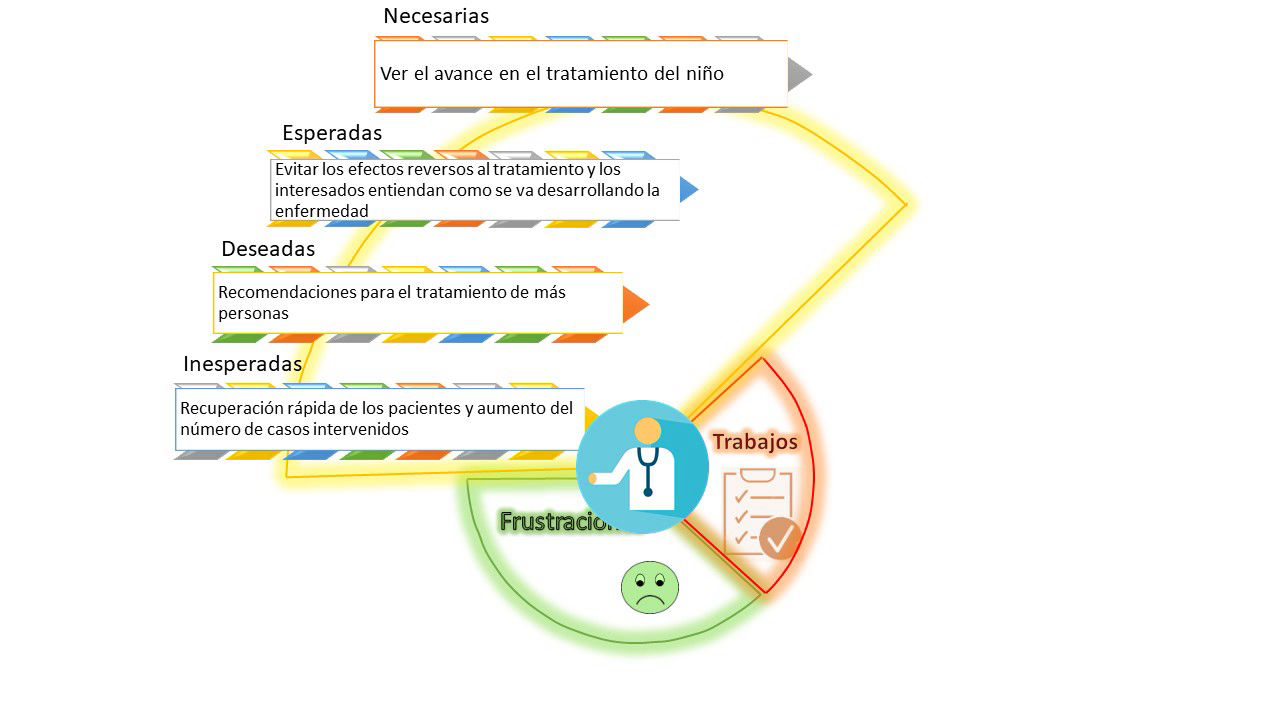 Necesarias
Ver el avance en el tratamiento del niño
Esperadas
Evitar los efectos reversos al tratamiento y los
interesados entiendan como se va desarrollando la
enfermedad
Deseadas
Recomendaciones para el tratamiento de más
personas
Inesperadas
Recuperación rápida de los pacientes y aumento del
número de casos intervenidos
Trabajos